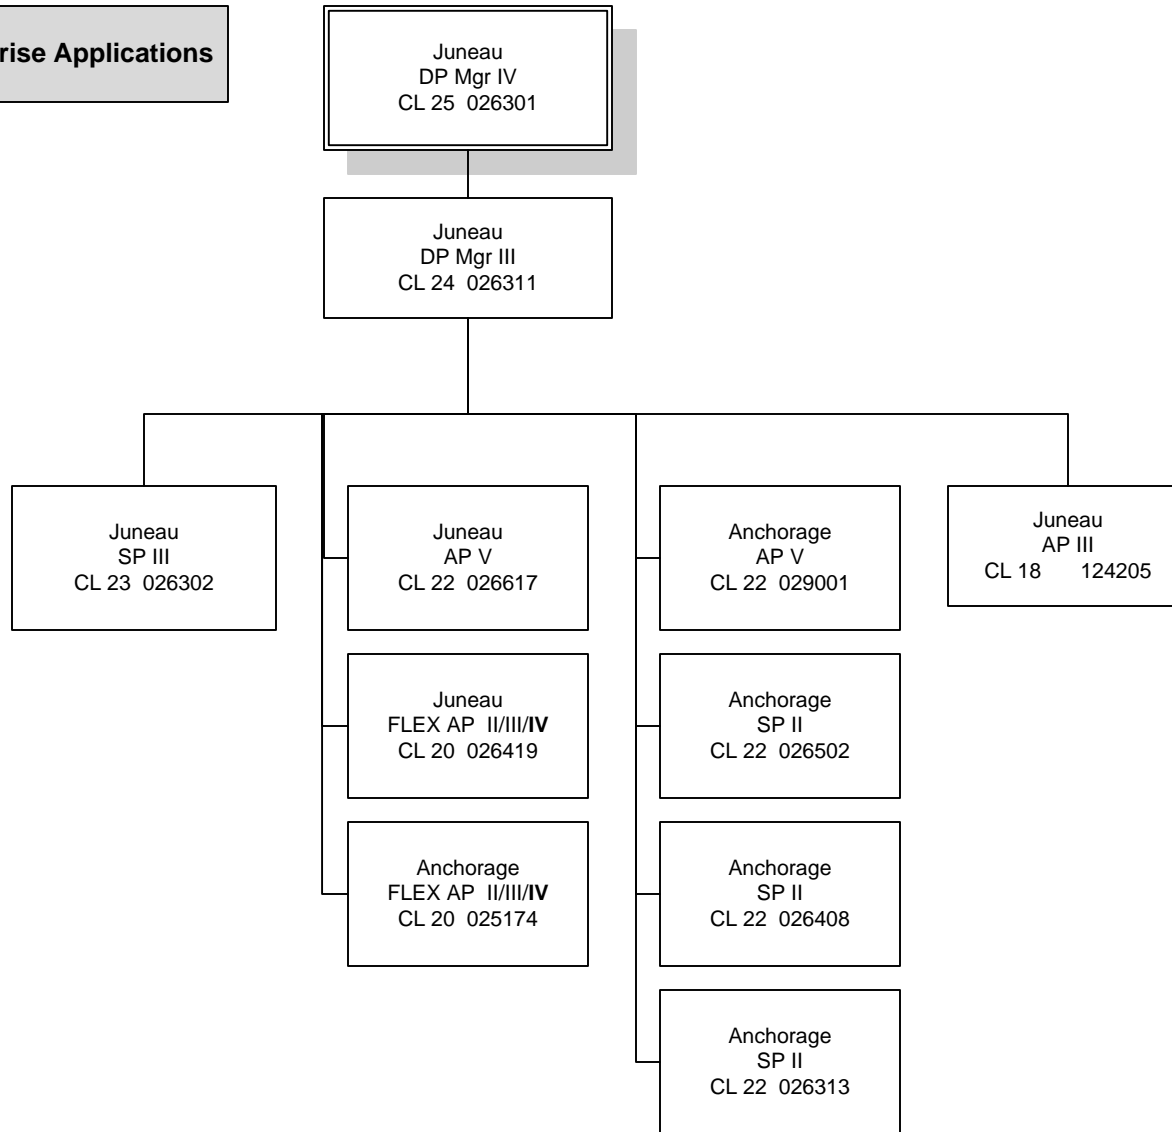 Applications
Juneau
DP Mgr IV
CL 25 026301
Juneau
DP Mgr III
CL 24 026311
Juneau
SP III
CL 23 026302
Juneau
AP V
CL 22 026617
Juneau
FLEX AP II/III/IV
CL 20 026419
Anchorage
FLEX AP II/III/IV
CL 20 025174
Anchorage
AP V
CL 22 029001
Anchorage
SP II
CL 22 026502
Anchorage
SP II
CL 22 026408
Anchorage
SP II
CL 22 026313
Juneau
AP III
CL 18 124205